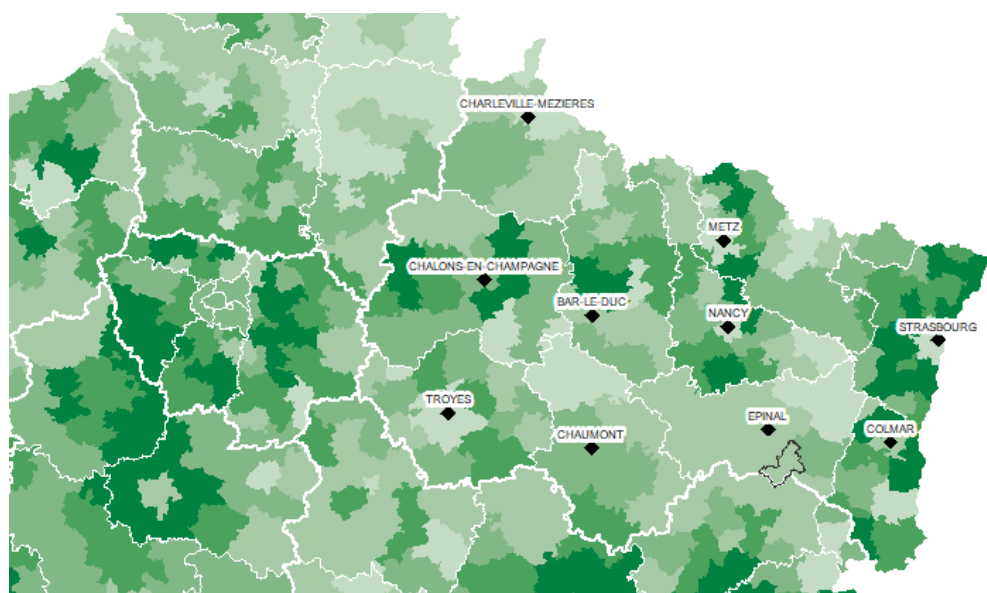 CHARLEVILLE-MEZIERES
METZ
CHALONS-EN-CHAMPAGNE
BAR-LE-DUC
NANCY
STRASBOURG
TROYES
EPINAL
COLMAR
CHAUMONT